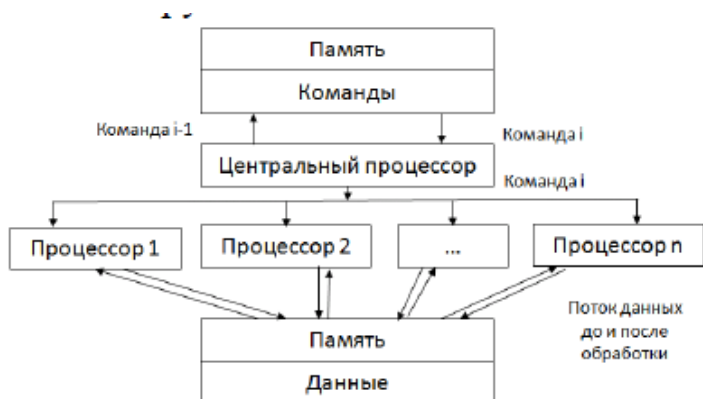 Память
Команды
Команда i-1
Команда i
Центральный процессор
Команда i
Процессор 1
Процессор 2
...
Процессор n
Поток данных
до и после
обработки
Память
Данные